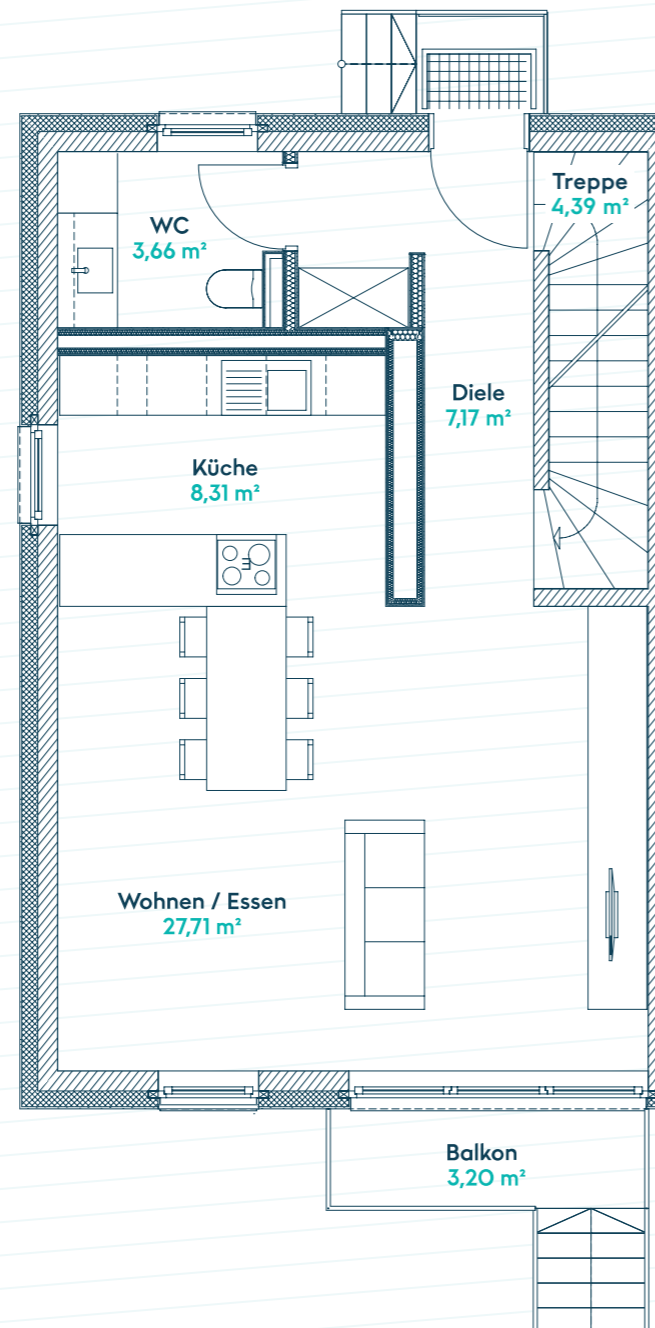 Treppe
4,39 m²
WC
3,66 m²
Diele
7,17 m²
Küche
8,31 m²
Wohnen / Essen
27,71 m²
Balkon
3,20 m²